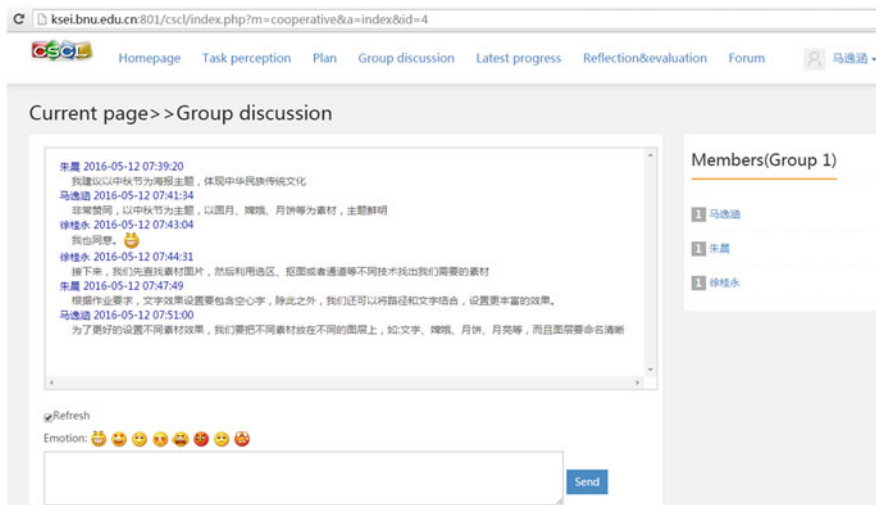 ksei.bnu.edu.cn:801/cscl/index.php?m=cooperative&a=index&id=4
CSCL Homepage Task perception Plan Group discussion Latest progress Reflection&evaluation Forum 马逸涵
Current page>>Group discussion
朱晨 2016-05-12 07:39:20
我建议以中秋节为海报主题，体现中华民族传统文化
马逸涵 2016-05-12 07:41:34
非常赞同，以中秋节为主题，以圆月、嫦娥、月饼等为素材，主题鲜明
徐桂永 2016-05-12 07:43:04
我也同意。
徐桂永 2016-05-12 07:44:31
接下来，我们先查找素材图片，然后利用选区、抠图或者通道等不同技术找出我们需要的素材
朱晨 2016-05-12 07:47:49
根据作业要求，文字效果设置要包含空心字，除此之外，我们还可以将路径和文字结合，设置更丰富的效果。
马逸涵 2016-05-12 07:51:00
为了更好的设置不同素材效果，我们要把不同素材放在不同的图层上，如:文字、嫦娥、月饼、月亮等，而且图层要命名清晰
Refresh
Emotion:
Send
Members(Group 1)
1 马逸涵
1 朱晨
1 徐桂永